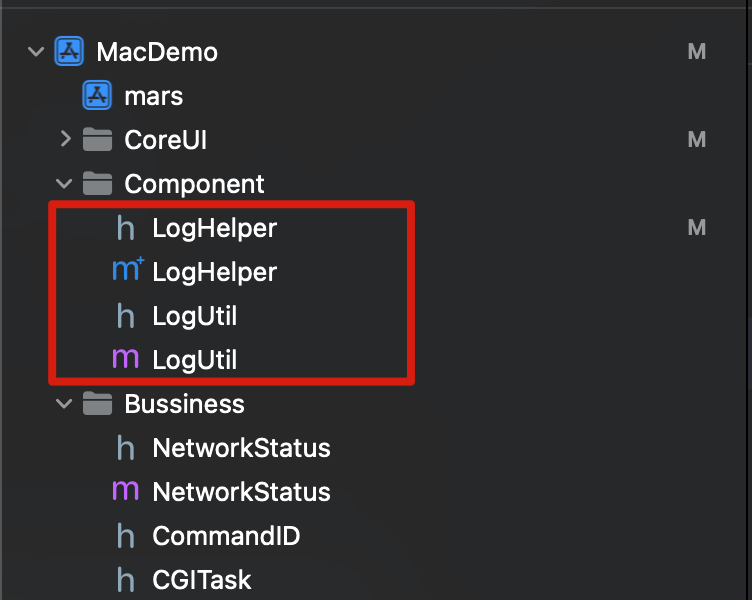 MacDemo M
mars
CoreUI M
Component
h LogHelper M
m+ LogHelper
h LogUtil
m LogUtil
Bussiness
h NetworkStatus
m NetworkStatus
h CommandID
h CGITask